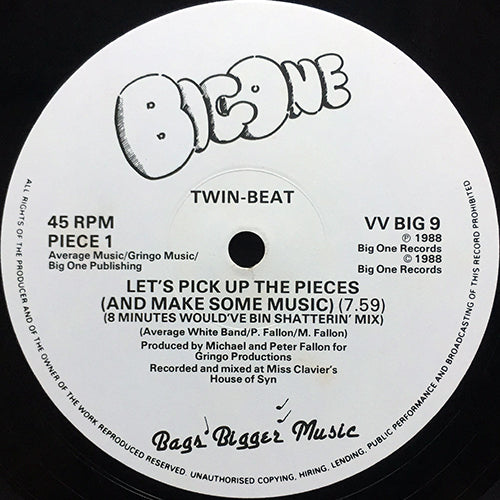 BIG ONE
TWIN-BEAT
45 RPM
PIECE 1
Average Music/Gringo Music/
Big One Publishing
VV BIG 9
℗ 1988
Big One Records
© 1988
Big One Records
LET'S PICK UP THE PIECES
(AND MAKE SOME MUSIC) (7.59)
(8 MINUTES WOULD'VE BIN SHATTERIN' MIX)
(Average White Band/P. Fallon/M. Fallon)
Produced by Michael and Peter Fallon for
Gringo Productions
Recorded and mixed at Miss Clavier's
House of Syn
Bags Bigger Music
ALL RIGHTS OF THE PRODUCER AND OF THE OWNER OF THE WORK REPRODUCED RESERVED. UNAUTHORISED COPYING, HIRING, LENDING, PUBLIC PERFORMANCE AND BROADCASTING OF THIS RECORD PROHIBITED